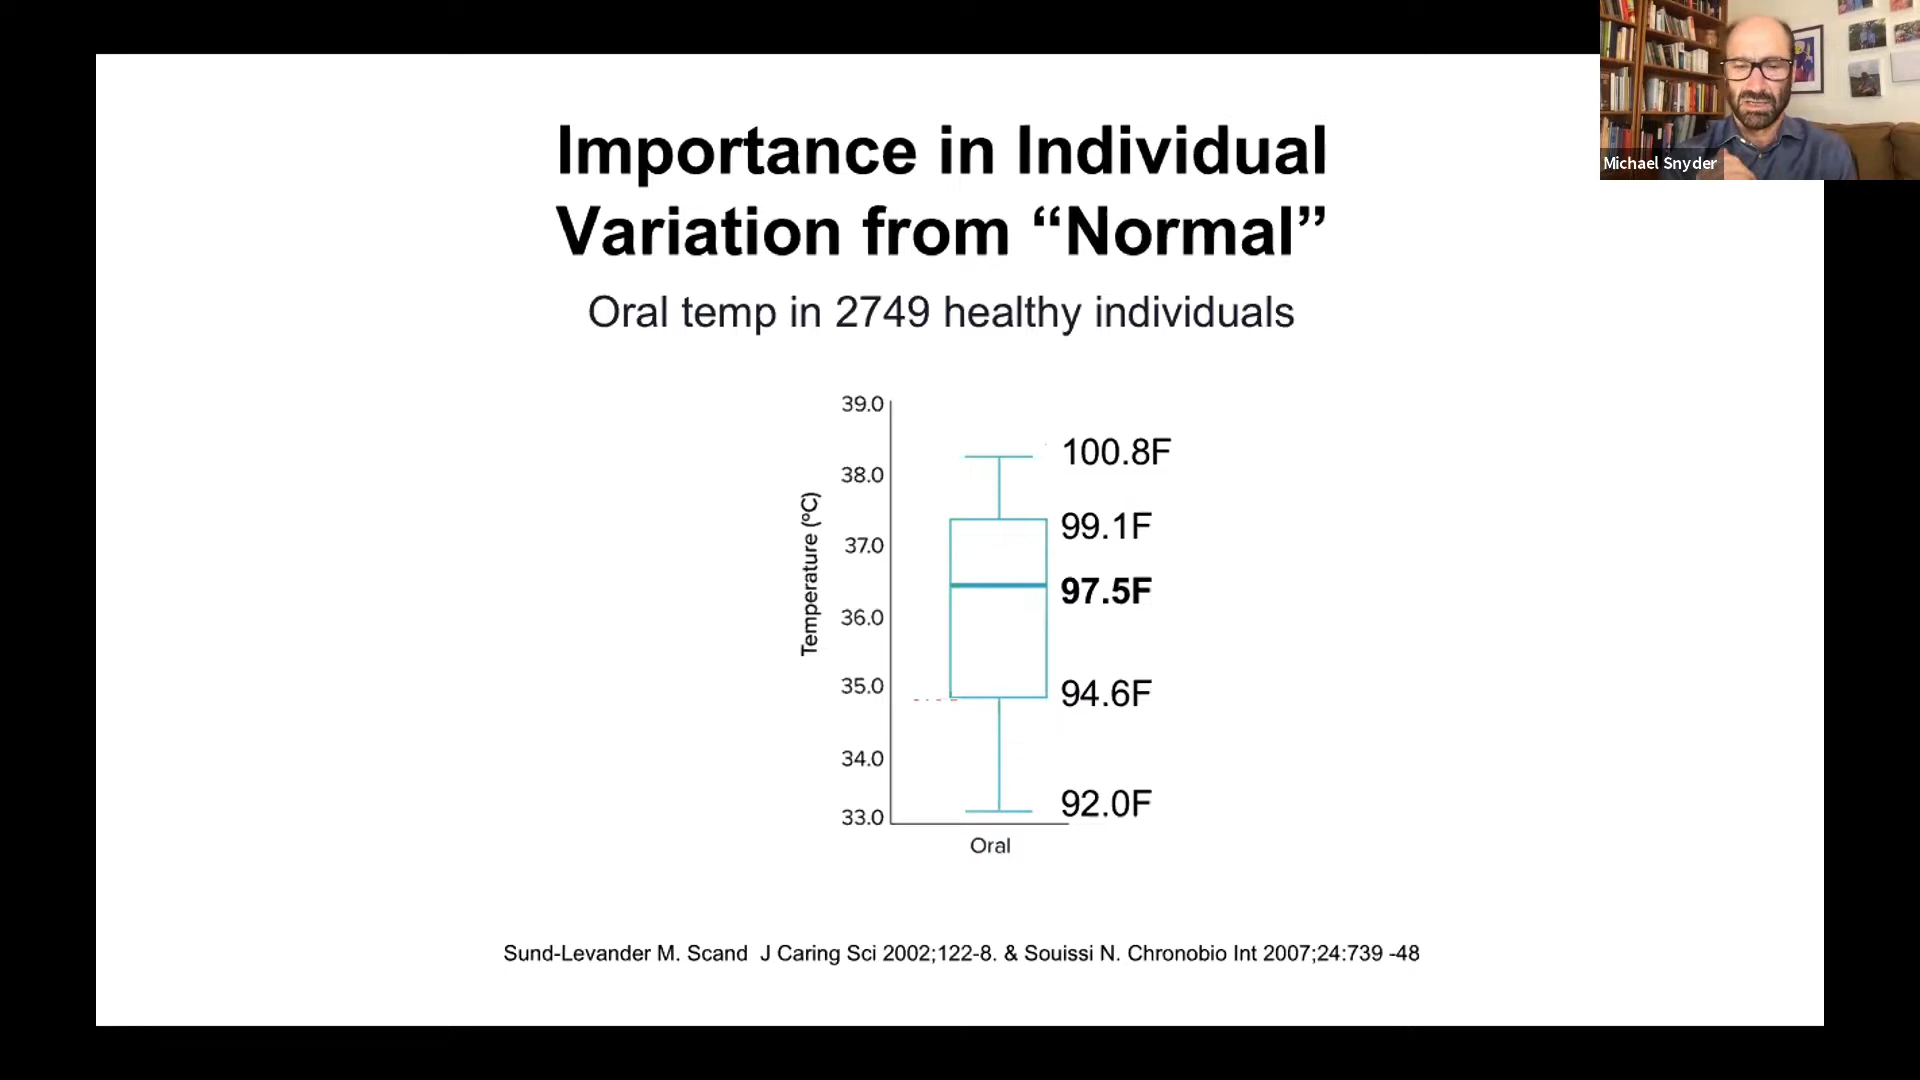 Importance in Individual
Variation from “Normal”
Oral temp in 2749 healthy individuals
Michael Snyder
Temperature (ºC)
39.0
38.0
37.0
36.0
35.0
34.0
33.0
100.8F
99.1F
97.5F
94.6F
92.0F
Oral
Sund-Levander M. Scand J Caring Sci 2002;122-8. & Souissi N. Chronobio Int 2007;24:739 -48